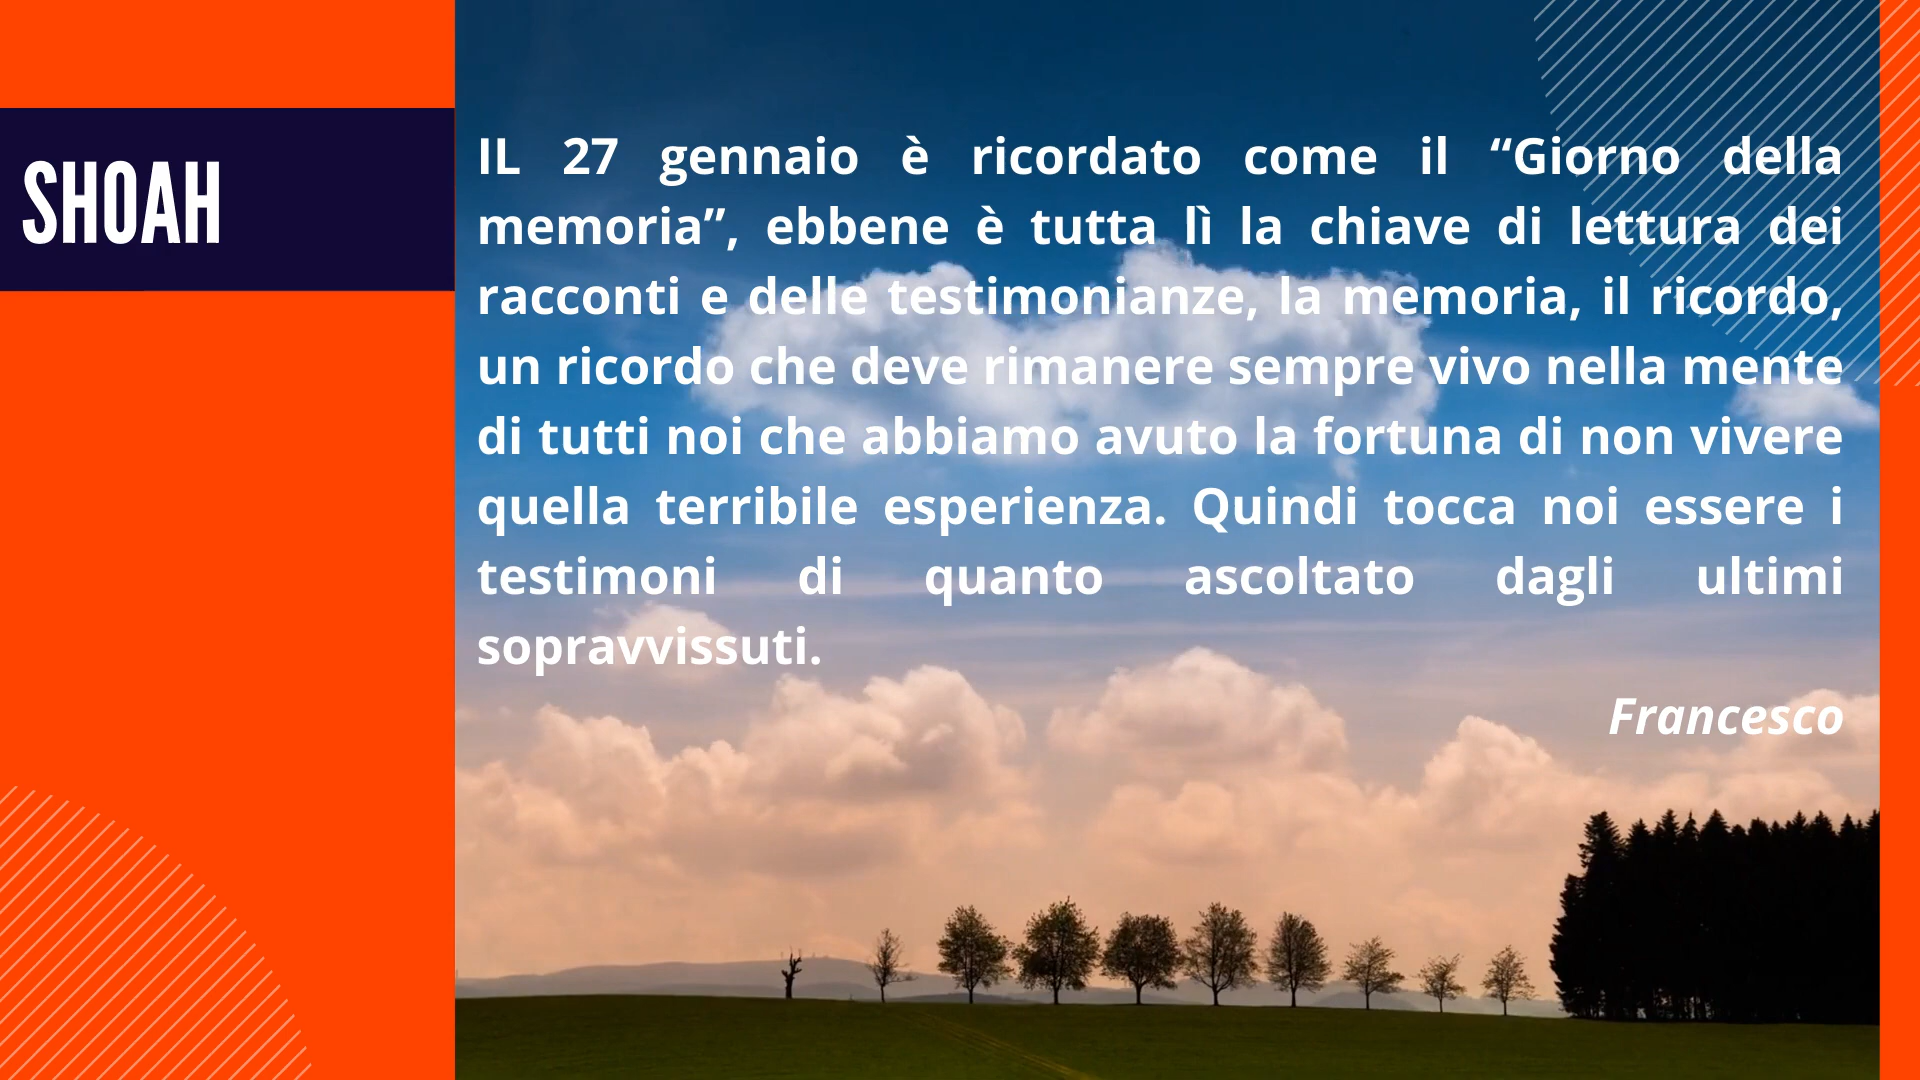 SHOAH
IL 27 gennaio è ricordato come il “Giorno della
memoria”, ebbene è tutta lì la chiave di lettura dei
racconti e delle testimonianze, la memoria, il ricordo,
un ricordo che deve rimanere sempre vivo nella mente
di tutti noi che abbiamo avuto la fortuna di non vivere
quella terribile esperienza. Quindi tocca noi essere i
testimoni di quanto ascoltato dagli ultimi
sopravvissuti.
Francesco